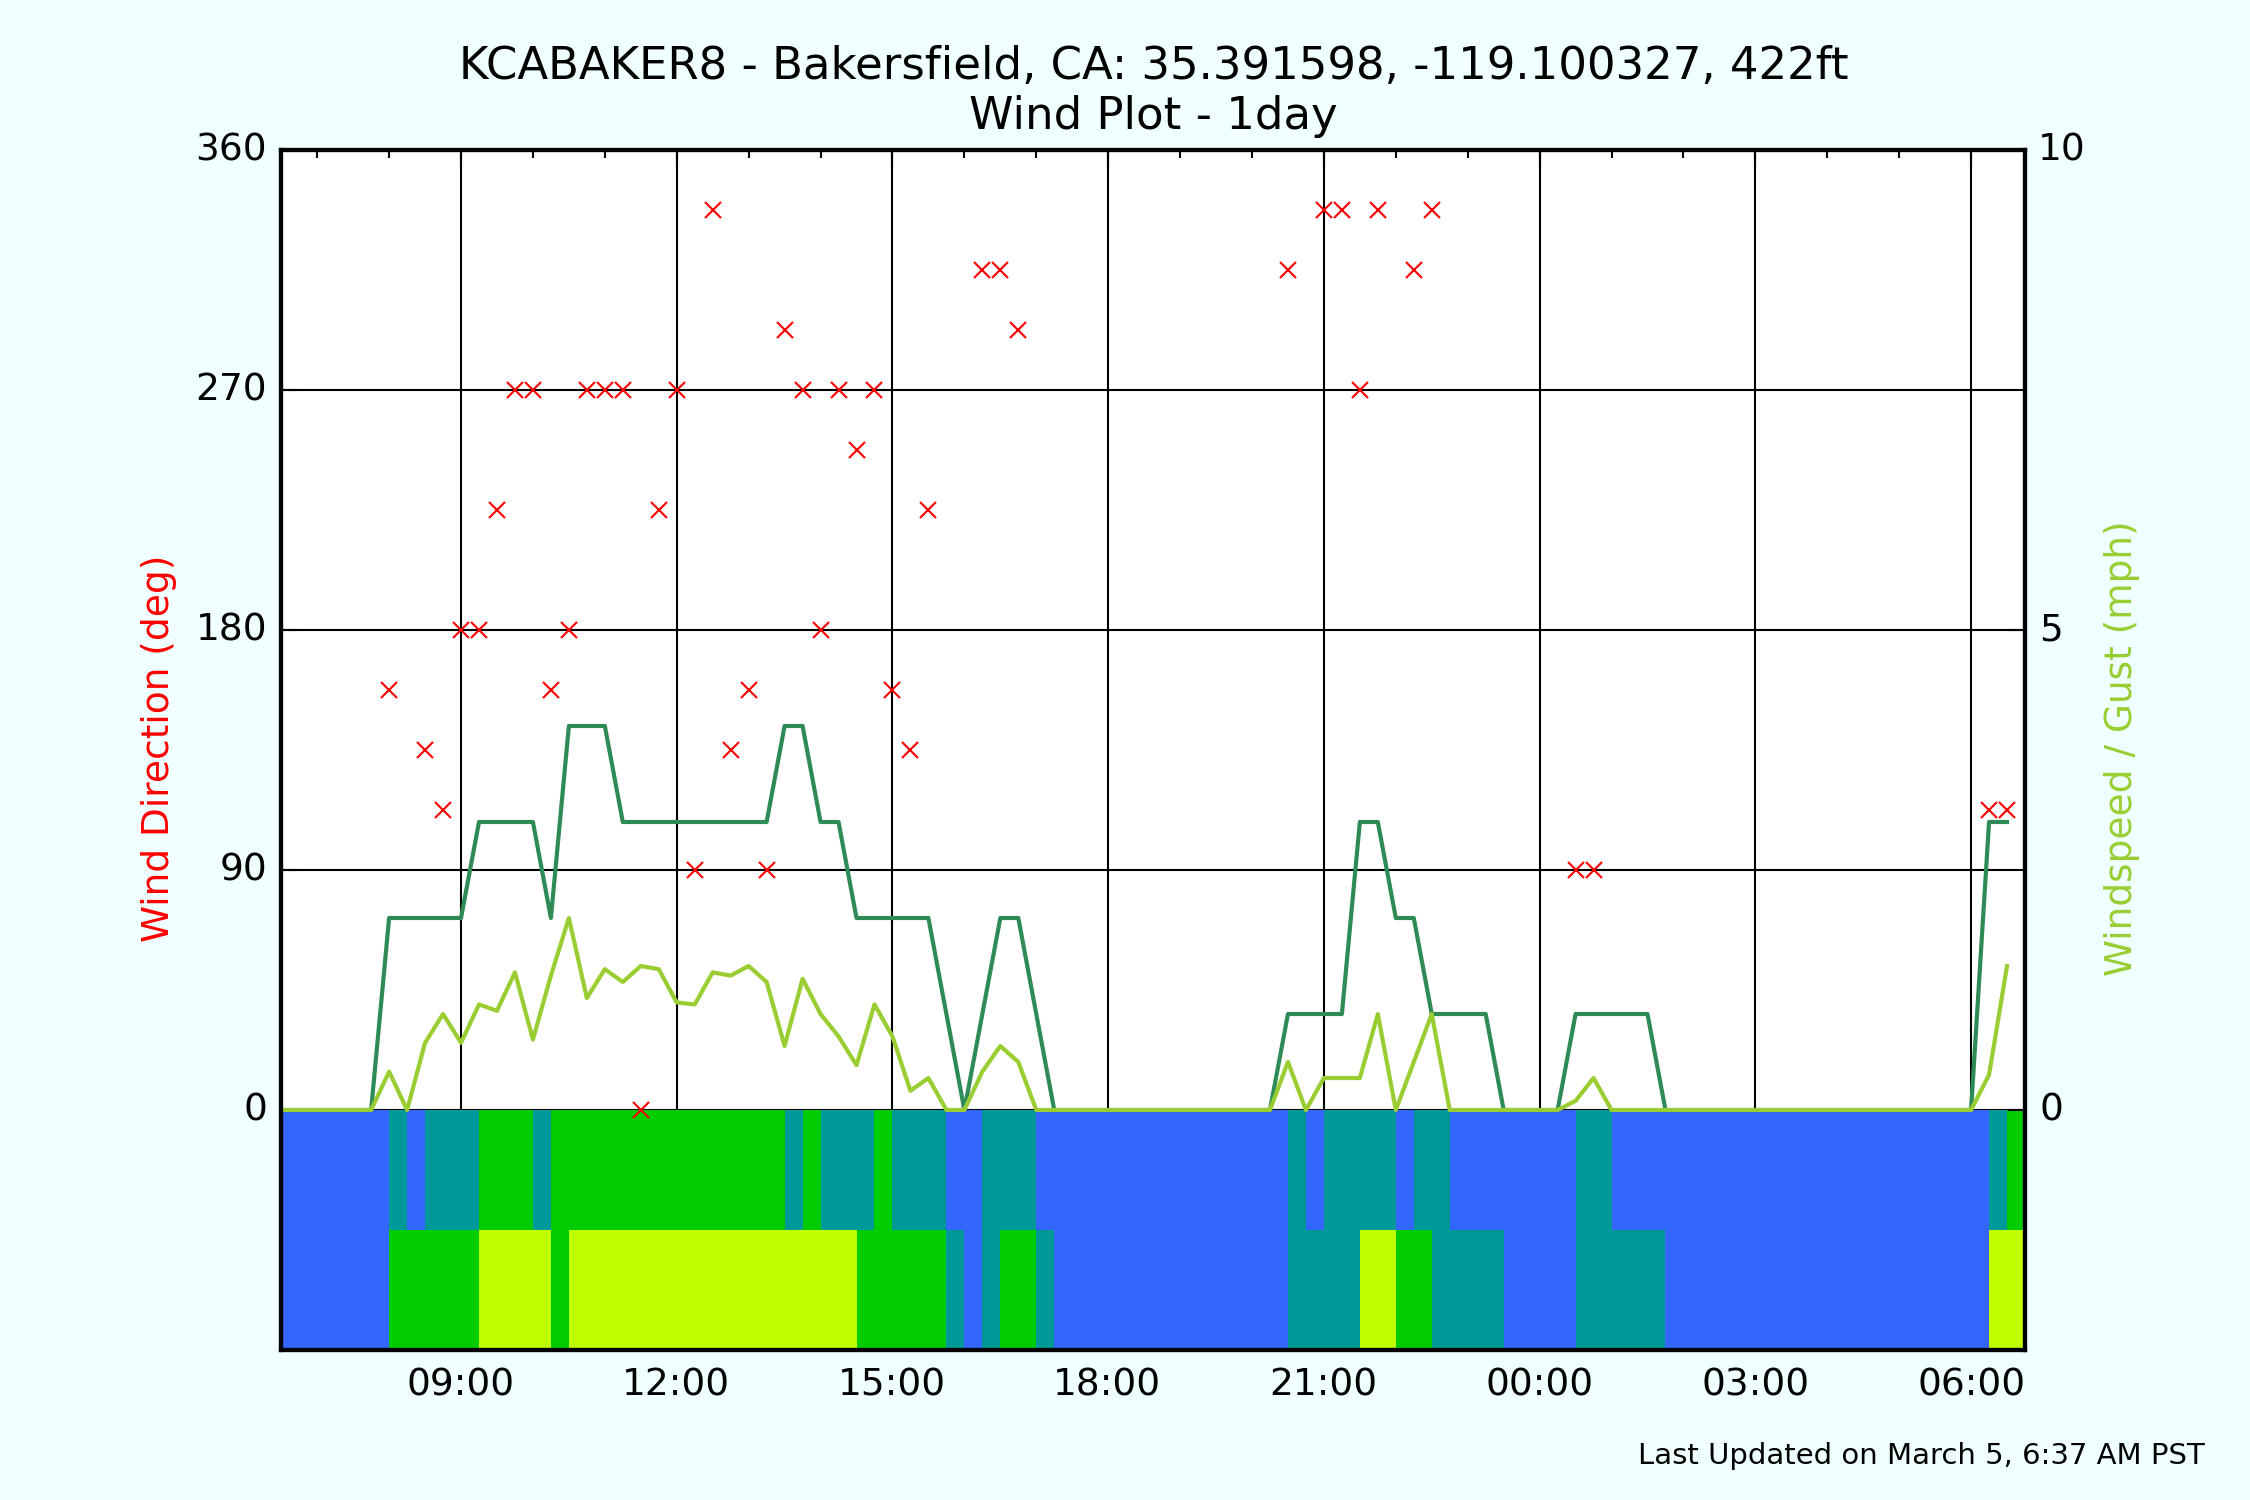 KCABAKER8 - Bakersfield, CA: 35.391598, -119.100327, 422ft
Wind Plot - 1day
360
270
180
90
0
Wind Direction (deg)
10
5
0
Windspeed / Gust (mph)
09:00 12:00 15:00 18:00 21:00 00:00 03:00 06:00
Last Updated on March 5, 6:37 AM PST